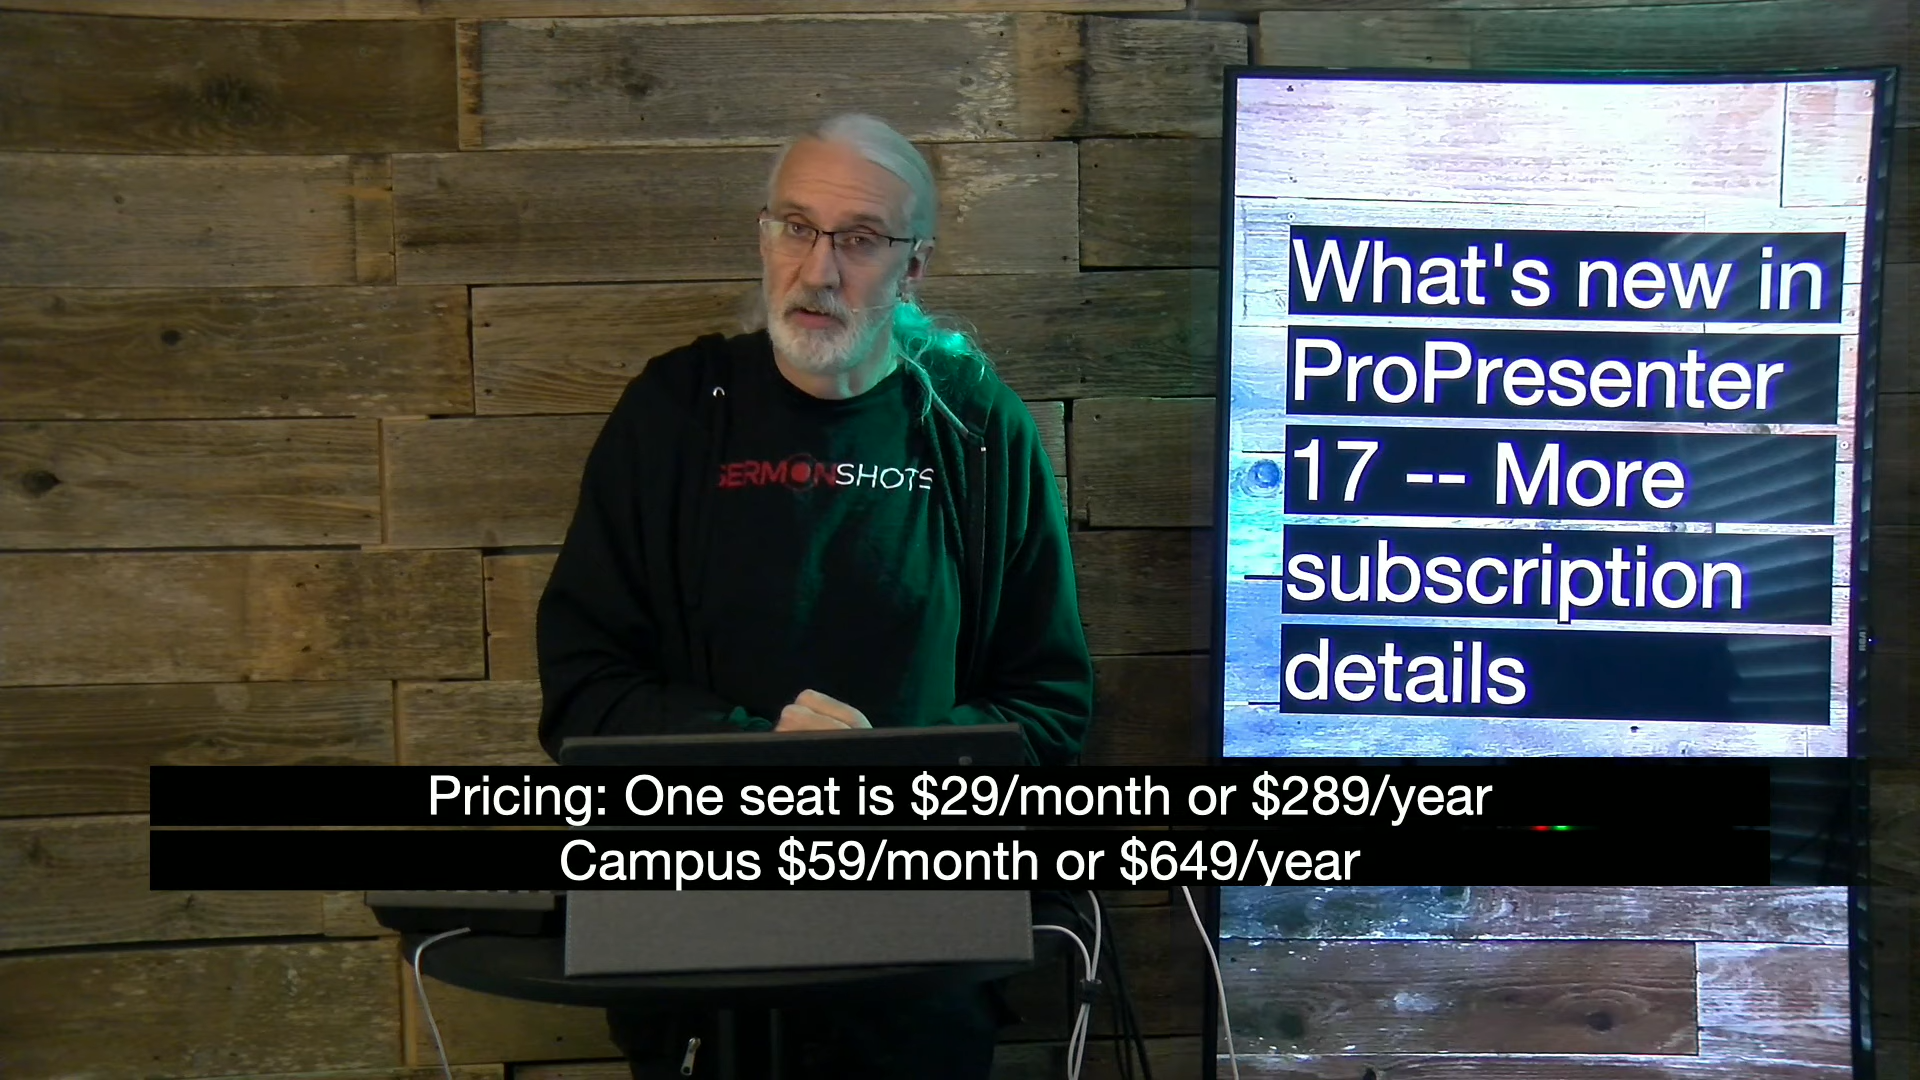 SERMONSHOTS
What's new in
ProPresenter
17 -- More
subscription
details
Pricing: One seat is $29/month or $289/year
Campus $59/month or $649/year